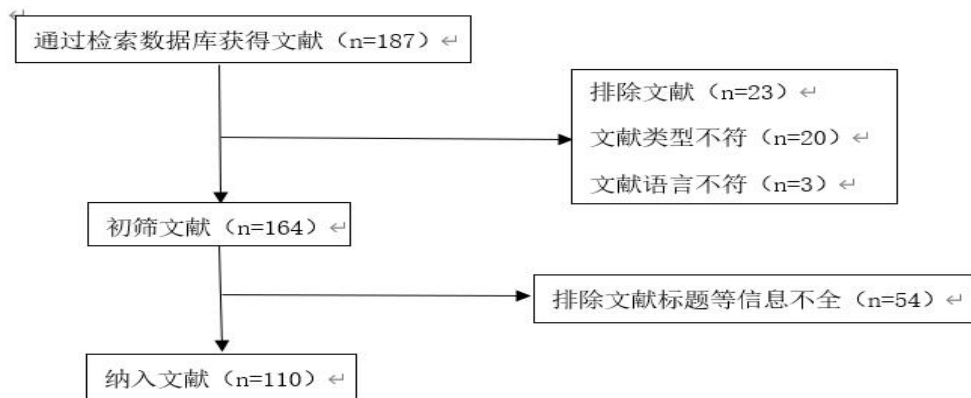 通过检索数据库获得文献（n=187）
排除文献（n=23）
文献类型不符（n=20）
文献语言不符（n=3）
初筛文献（n=164）
排除文献标题等信息不全（n=54）
纳入文献（n=110）